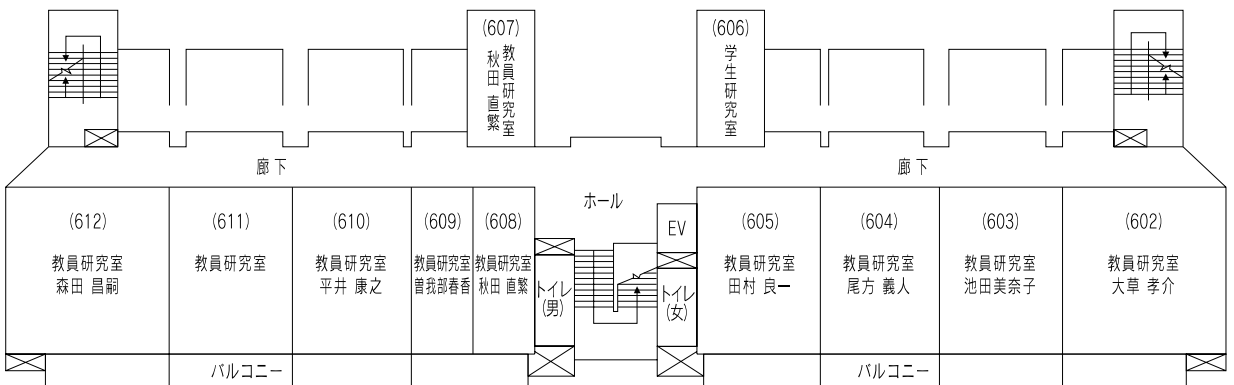 (607)
教員研究室
秋田 直繁
(606)
学生研究室
廊下
廊下
ホール
(612)
教員研究室
森田 昌嗣
(611)
教員研究室
(610)
教員研究室
平井 康之
(609)
教員研究室
曽我部春香
(608)
教員研究室
秋田 直繁
トイレ
(男)
EV
トイレ
(女)
(605)
教員研究室
田村 良一
(604)
教員研究室
尾方 義人
(603)
教員研究室
池田美奈子
(602)
教員研究室
大草 孝介
バルコニー
バルコニー